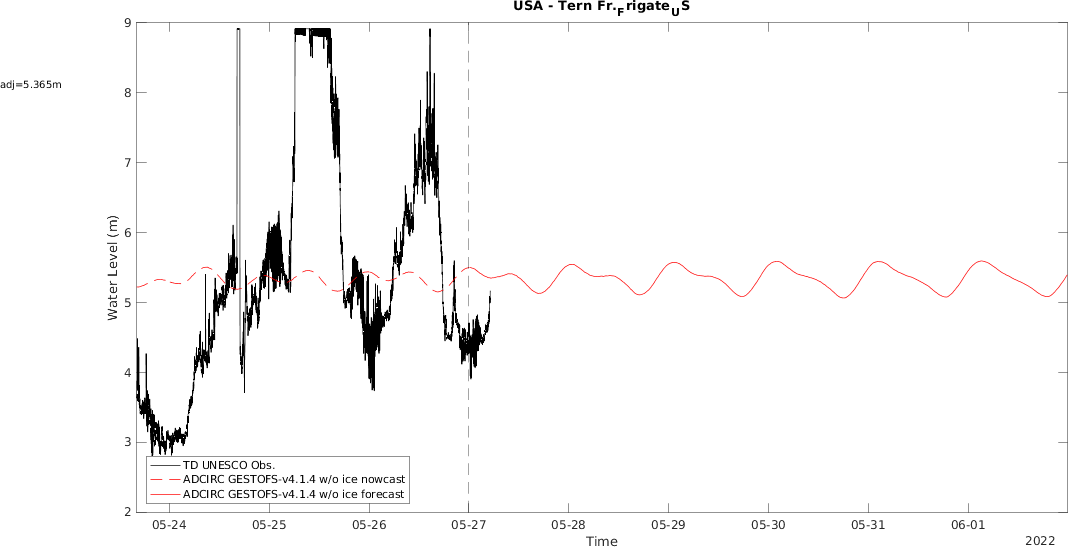 USA - Tern Fr.FrigateUS
adj=5.365m
9
8
7
6
5
4
3
2
Water Level (m)
TD UNESCO Obs.
ADCIRC GESTOFS-v4.1.4 w/o ice nowcast
ADCIRC GESTOFS-v4.1.4 w/o ice forecast
05-24 05-25 05-26 05-27 05-28 05-29 05-30 05-31 06-01
Time
2022